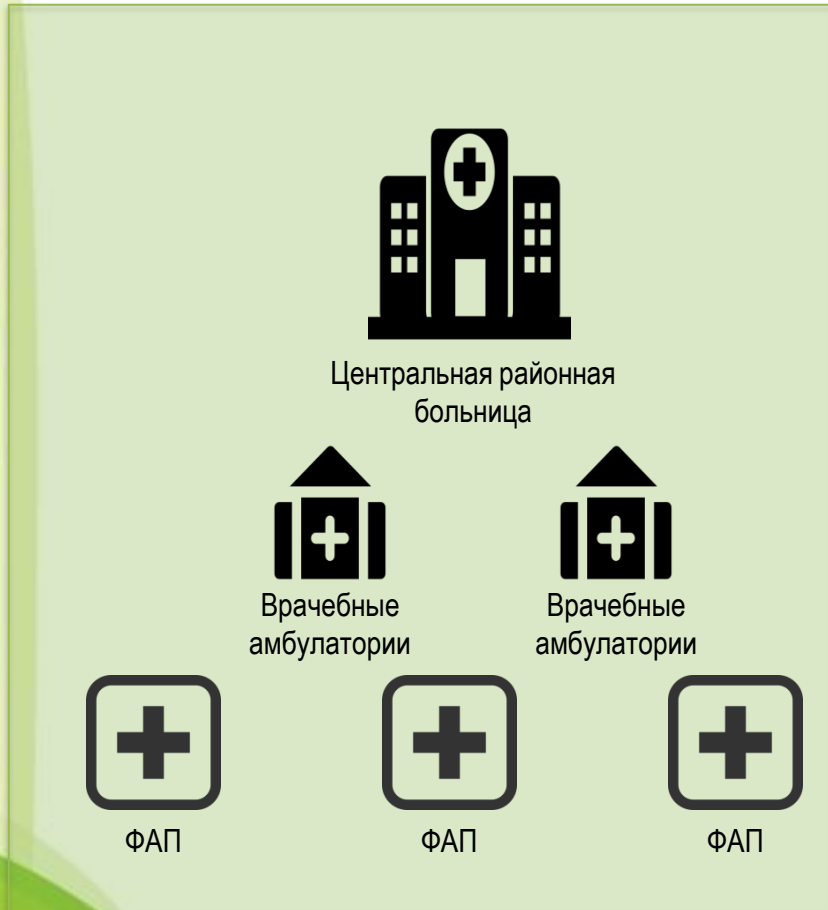 Центральная районная
больница
Врачебные
амбулатории
Врачебные
амбулатории
ФАП
ФАП
ФАП